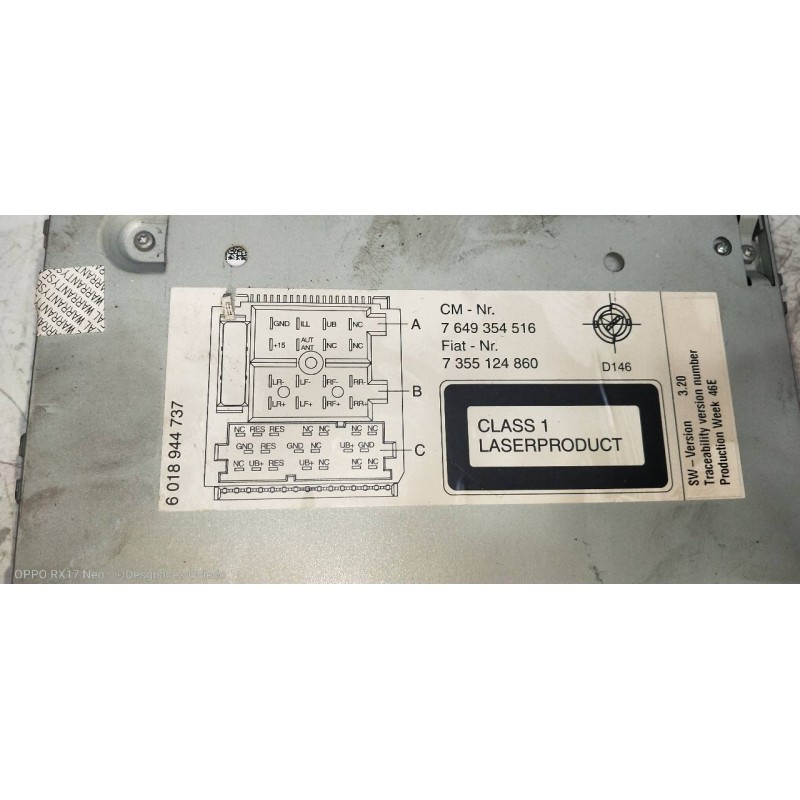 CM - Nr.
7 649 354 516
Fiat - Nr.
7 355 124 860
D146
CLASS 1
LASERPRODUCT
SW - Version 3.20
Traceability version number
Production Week 46E
6 018 944 737
GND ILL UB NC
A
+15 AUT ANT NC NC
LR- LF- RF- RR-
B
LR+ LF+ RF+ RR+
NC RES RES NC NC NC NC
GND RES GND NC UB+ GND
C
NC UB+ RES UB+ NC NC NC
AL WARRANTYSE
WARRANTY
OPPO RX17 Neo